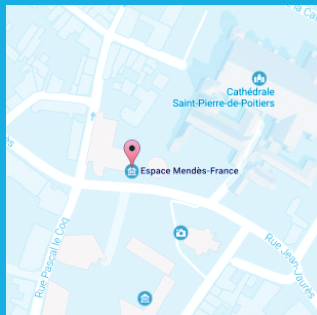 Cathédrale
Saint-Pierre-de-Poitiers
Espace Mendès-France
Rue Pascal le Coq
Rue Jean-Jaurès